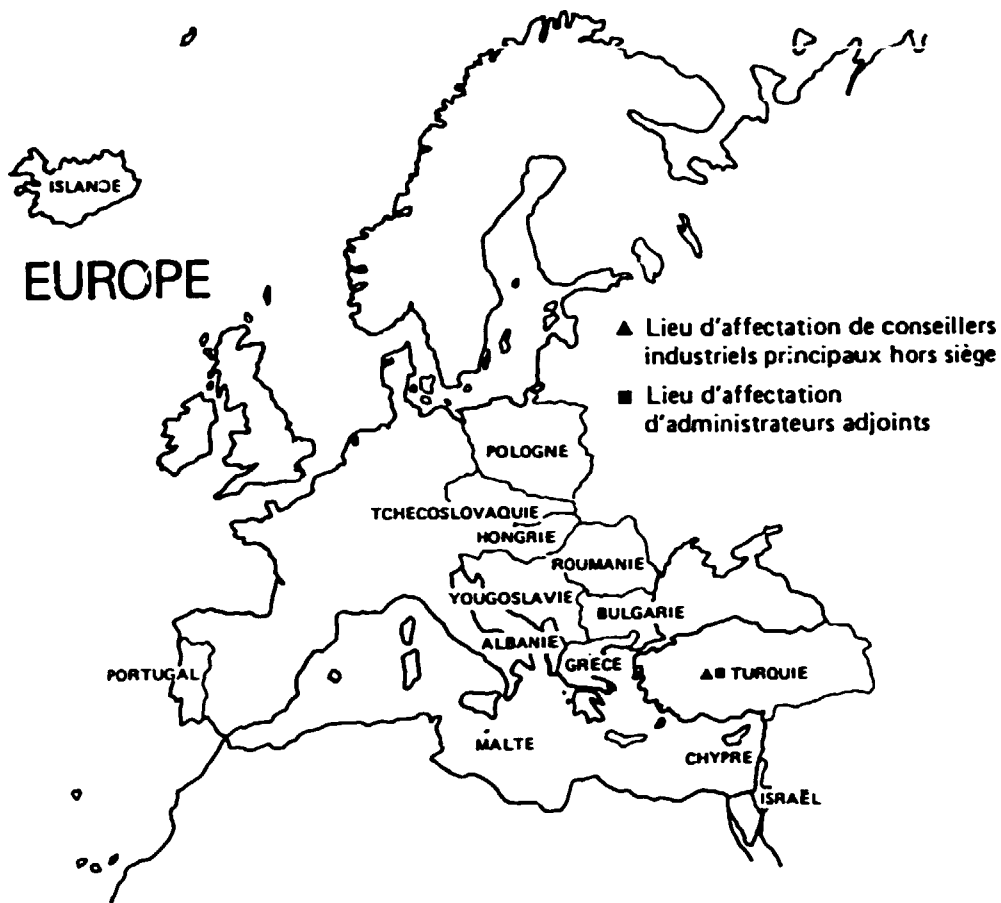 ISLANDE
EUROPE
▲ Lieu d'affectation de conseillers
industriels principaux hors siège
■ Lieu d'affectation
d'administrateurs adjoints
POLOGNE
TCHECOSLOVAQUIE
HONGRIE
ROUMANIE
YOUGOSLAVIE
BULGARIE
ALBANIE
GRÈCE
PORTUGAL
▲■ TURQUIE
MALTE
CHYPRE
ISRAËL